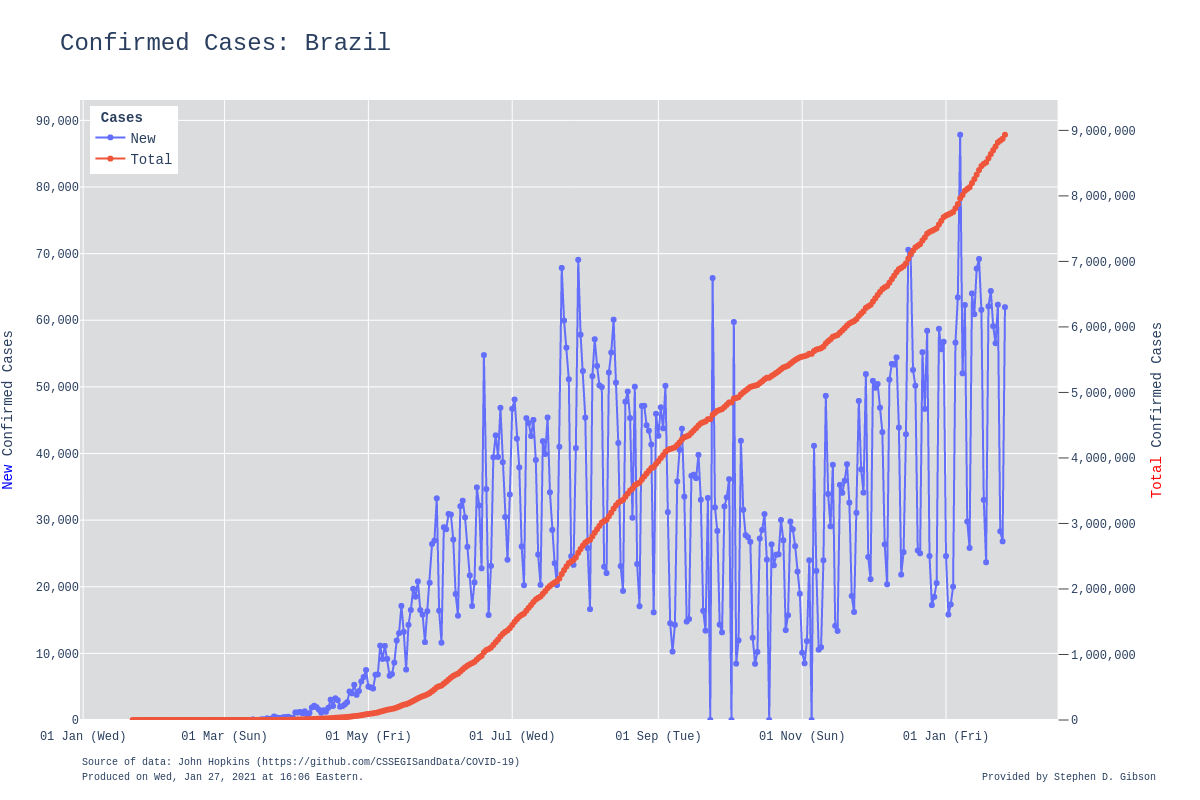 Confirmed Cases: Brazil
Cases
New
Total
90,000
80,000
70,000
60,000
50,000
40,000
30,000
20,000
10,000
0
New Confirmed Cases
9,000,000
8,000,000
7,000,000
6,000,000
5,000,000
4,000,000
3,000,000
2,000,000
1,000,000
0
Total Confirmed Cases
01 Jan (Wed) 01 Mar (Sun) 01 May (Fri) 01 Jul (Wed) 01 Sep (Tue) 01 Nov (Sun) 01 Jan (Fri)
Source of data: John Hopkins (https://github.com/CSSEGISandData/COVID-19)
Produced on Wed, Jan 27, 2021 at 16:06 Eastern.
Provided by Stephen D. Gibson